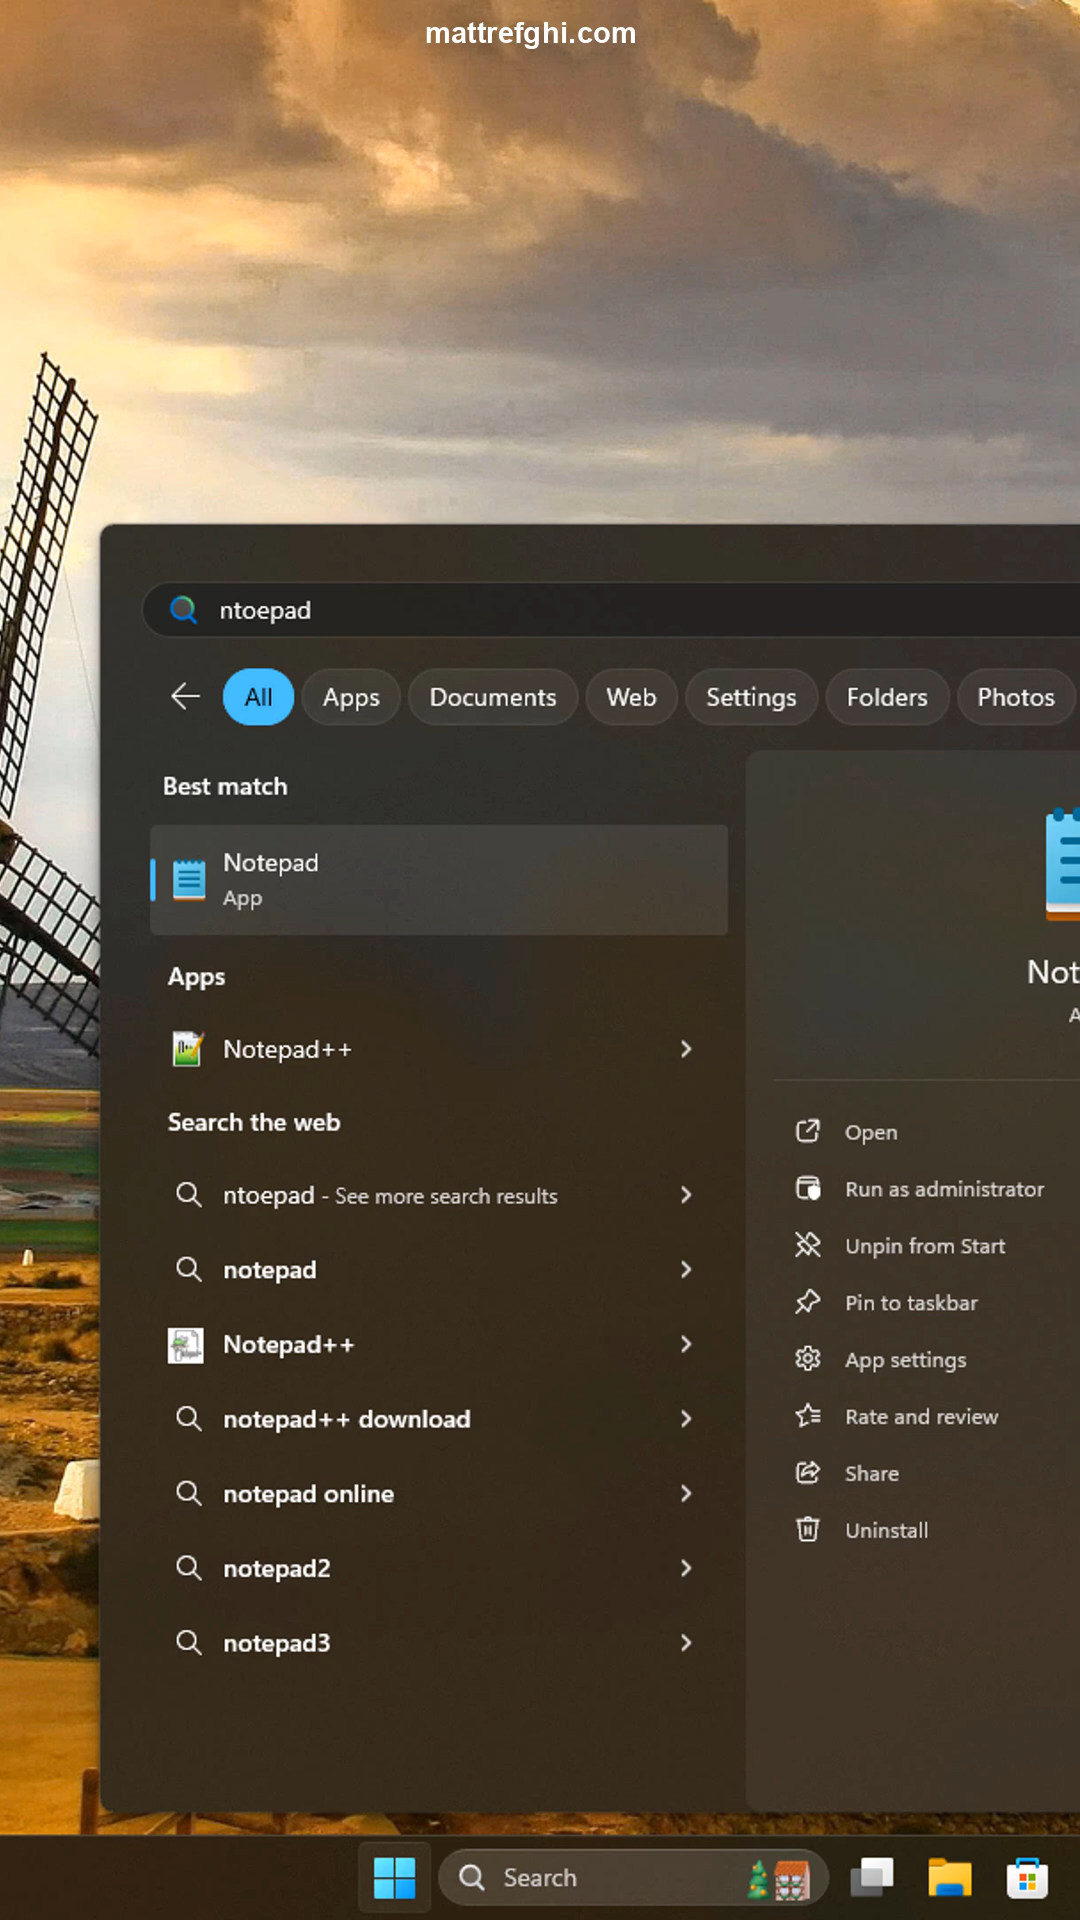 mattrefghi.com
ntoepad
All Apps Documents Web Settings Folders Photos
Best match
Notepad
App
Apps
Notepad++
Search the web
ntoepad - See more search results
notepad
Notepad++
notepad++ download
notepad online
notepad2
notepad3
Not
A
Open
Run as administrator
Unpin from Start
Pin to taskbar
App settings
Rate and review
Share
Uninstall
Search